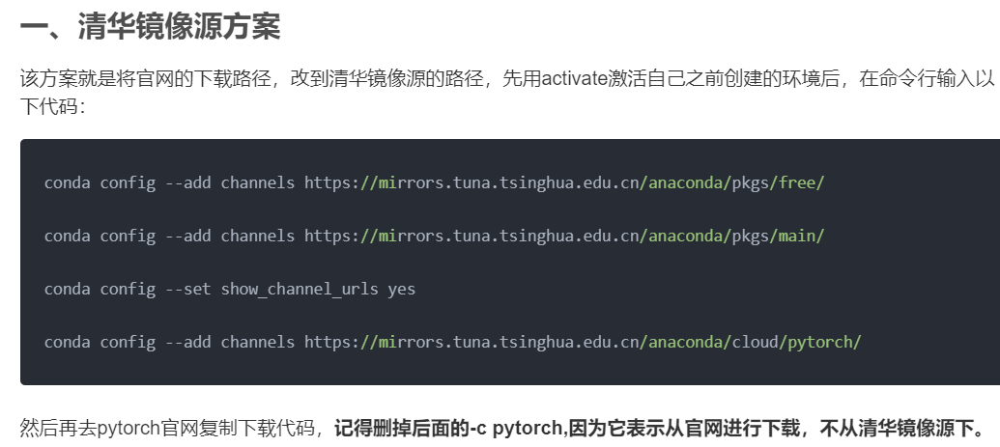 一、清华镜像源方案
该方案就是将官网的下载路径，改到清华镜像源的路径，先用activate激活自己之前创建的环境后，在命令行输入以
下代码：
conda config --add channels https://mirrors.tuna.tsinghua.edu.cn/anaconda/pkgs/free/
conda config --add channels https://mirrors.tuna.tsinghua.edu.cn/anaconda/pkgs/main/
conda config --set show_channel_urls yes
conda config --add channels https://mirrors.tuna.tsinghua.edu.cn/anaconda/cloud/pytorch/
然后再去pytorch官网复制下载代码，记得删掉后面的-c pytorch,因为它表示从官网进行下载，不从清华镜像源下。